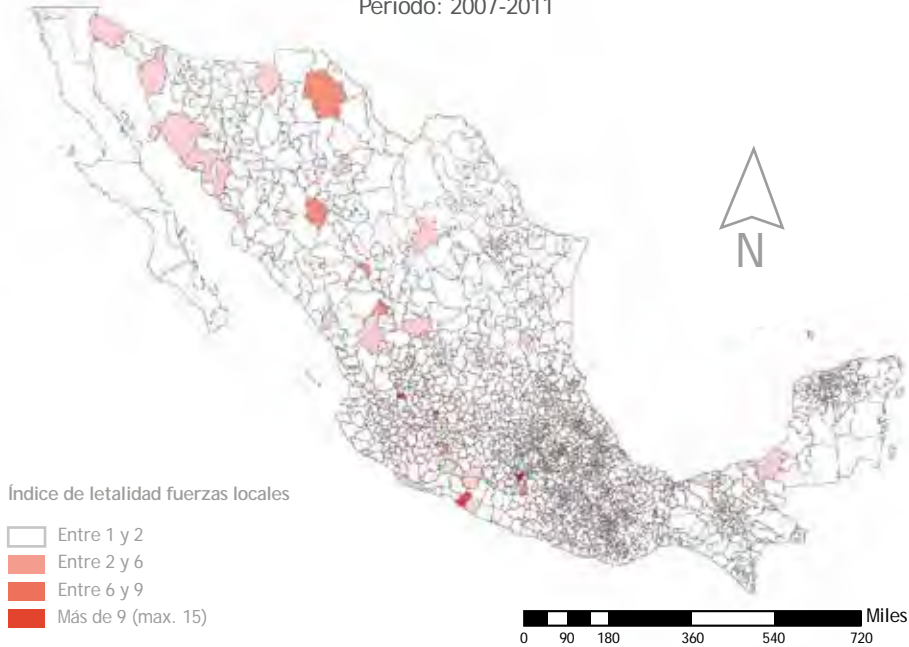 Período: 2007-2011
N
Índice de letalidad fuerzas locales
Entre 1 y 2
Entre 2 y 6
Entre 6 y 9
Más de 9 (max. 15)
Miles
0 90 180 360 540 720